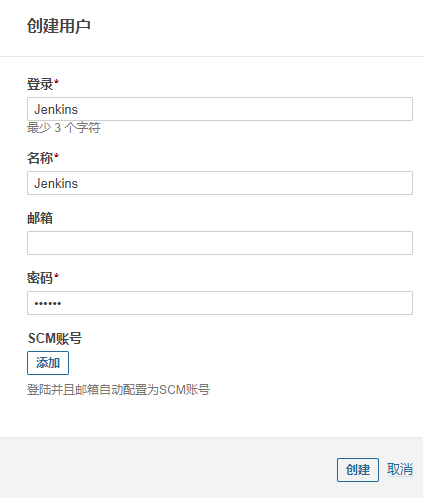 创建用户
登录*
Jenkins
最少 3 个字符
名称*
Jenkins
邮箱
密码*
••••••
SCM账号
添加
登陆并且邮箱自动配置为SCM账号
创建 取消